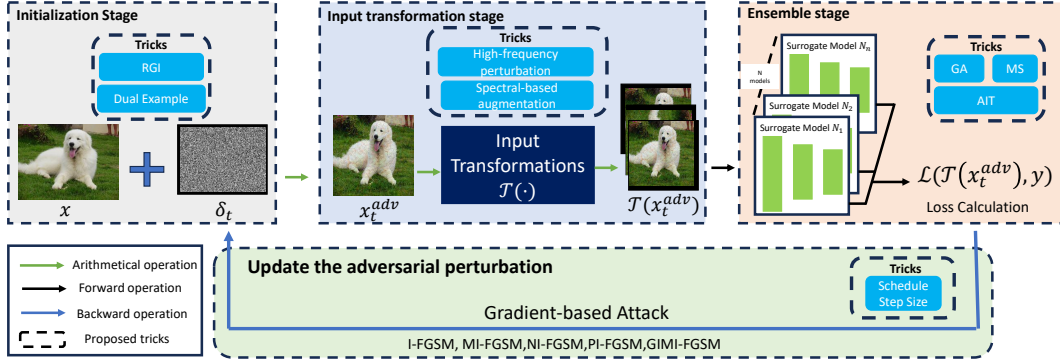 Initialization Stage
Tricks
RGI
Dual Example
x
δ_t
Input transformation stage
Tricks
High-frequency
perturbation
Spectral-based
augmentation
x_t^{adv}
Input
Transformations
𝒯(·)
𝒯(x_t^{adv})
Ensemble stage
N
models
Surrogate Model N_n
Surrogate Model N_2
Surrogate Model N_1
Tricks
GA
MS
AIT
ℒ(𝒯(x_t^{adv}), y)
Loss Calculation
Arithmetical operation
Forward operation
Backward operation
Proposed tricks
Update the adversarial perturbation
Tricks
Schedule
Step Size
Gradient-based Attack
I-FGSM, MI-FGSM,NI-FGSM,PI-FGSM,GIMI-FGSM